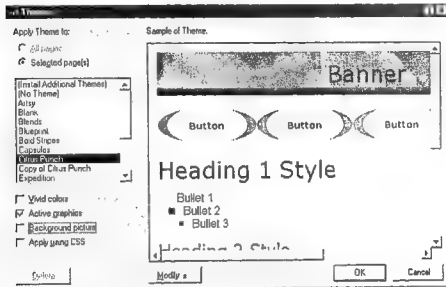 Apply Theme to:
All pages
Selected page(s)
(Install Additional Themes)
(No Theme)
Artsy
Blank
Blends
Blueprint
Bold Stripes
Capsules
Citrus Punch
Copy of Citrus Punch
Expedition
Vivid colors
Active graphics
Background picture
Apply using CSS
Delete
Sample of Theme:
Banner
Button Button Button
Heading 1 Style
Bullet 1
Bullet 2
Bullet 3
Heading 2 Style
Modify
OK Cancel